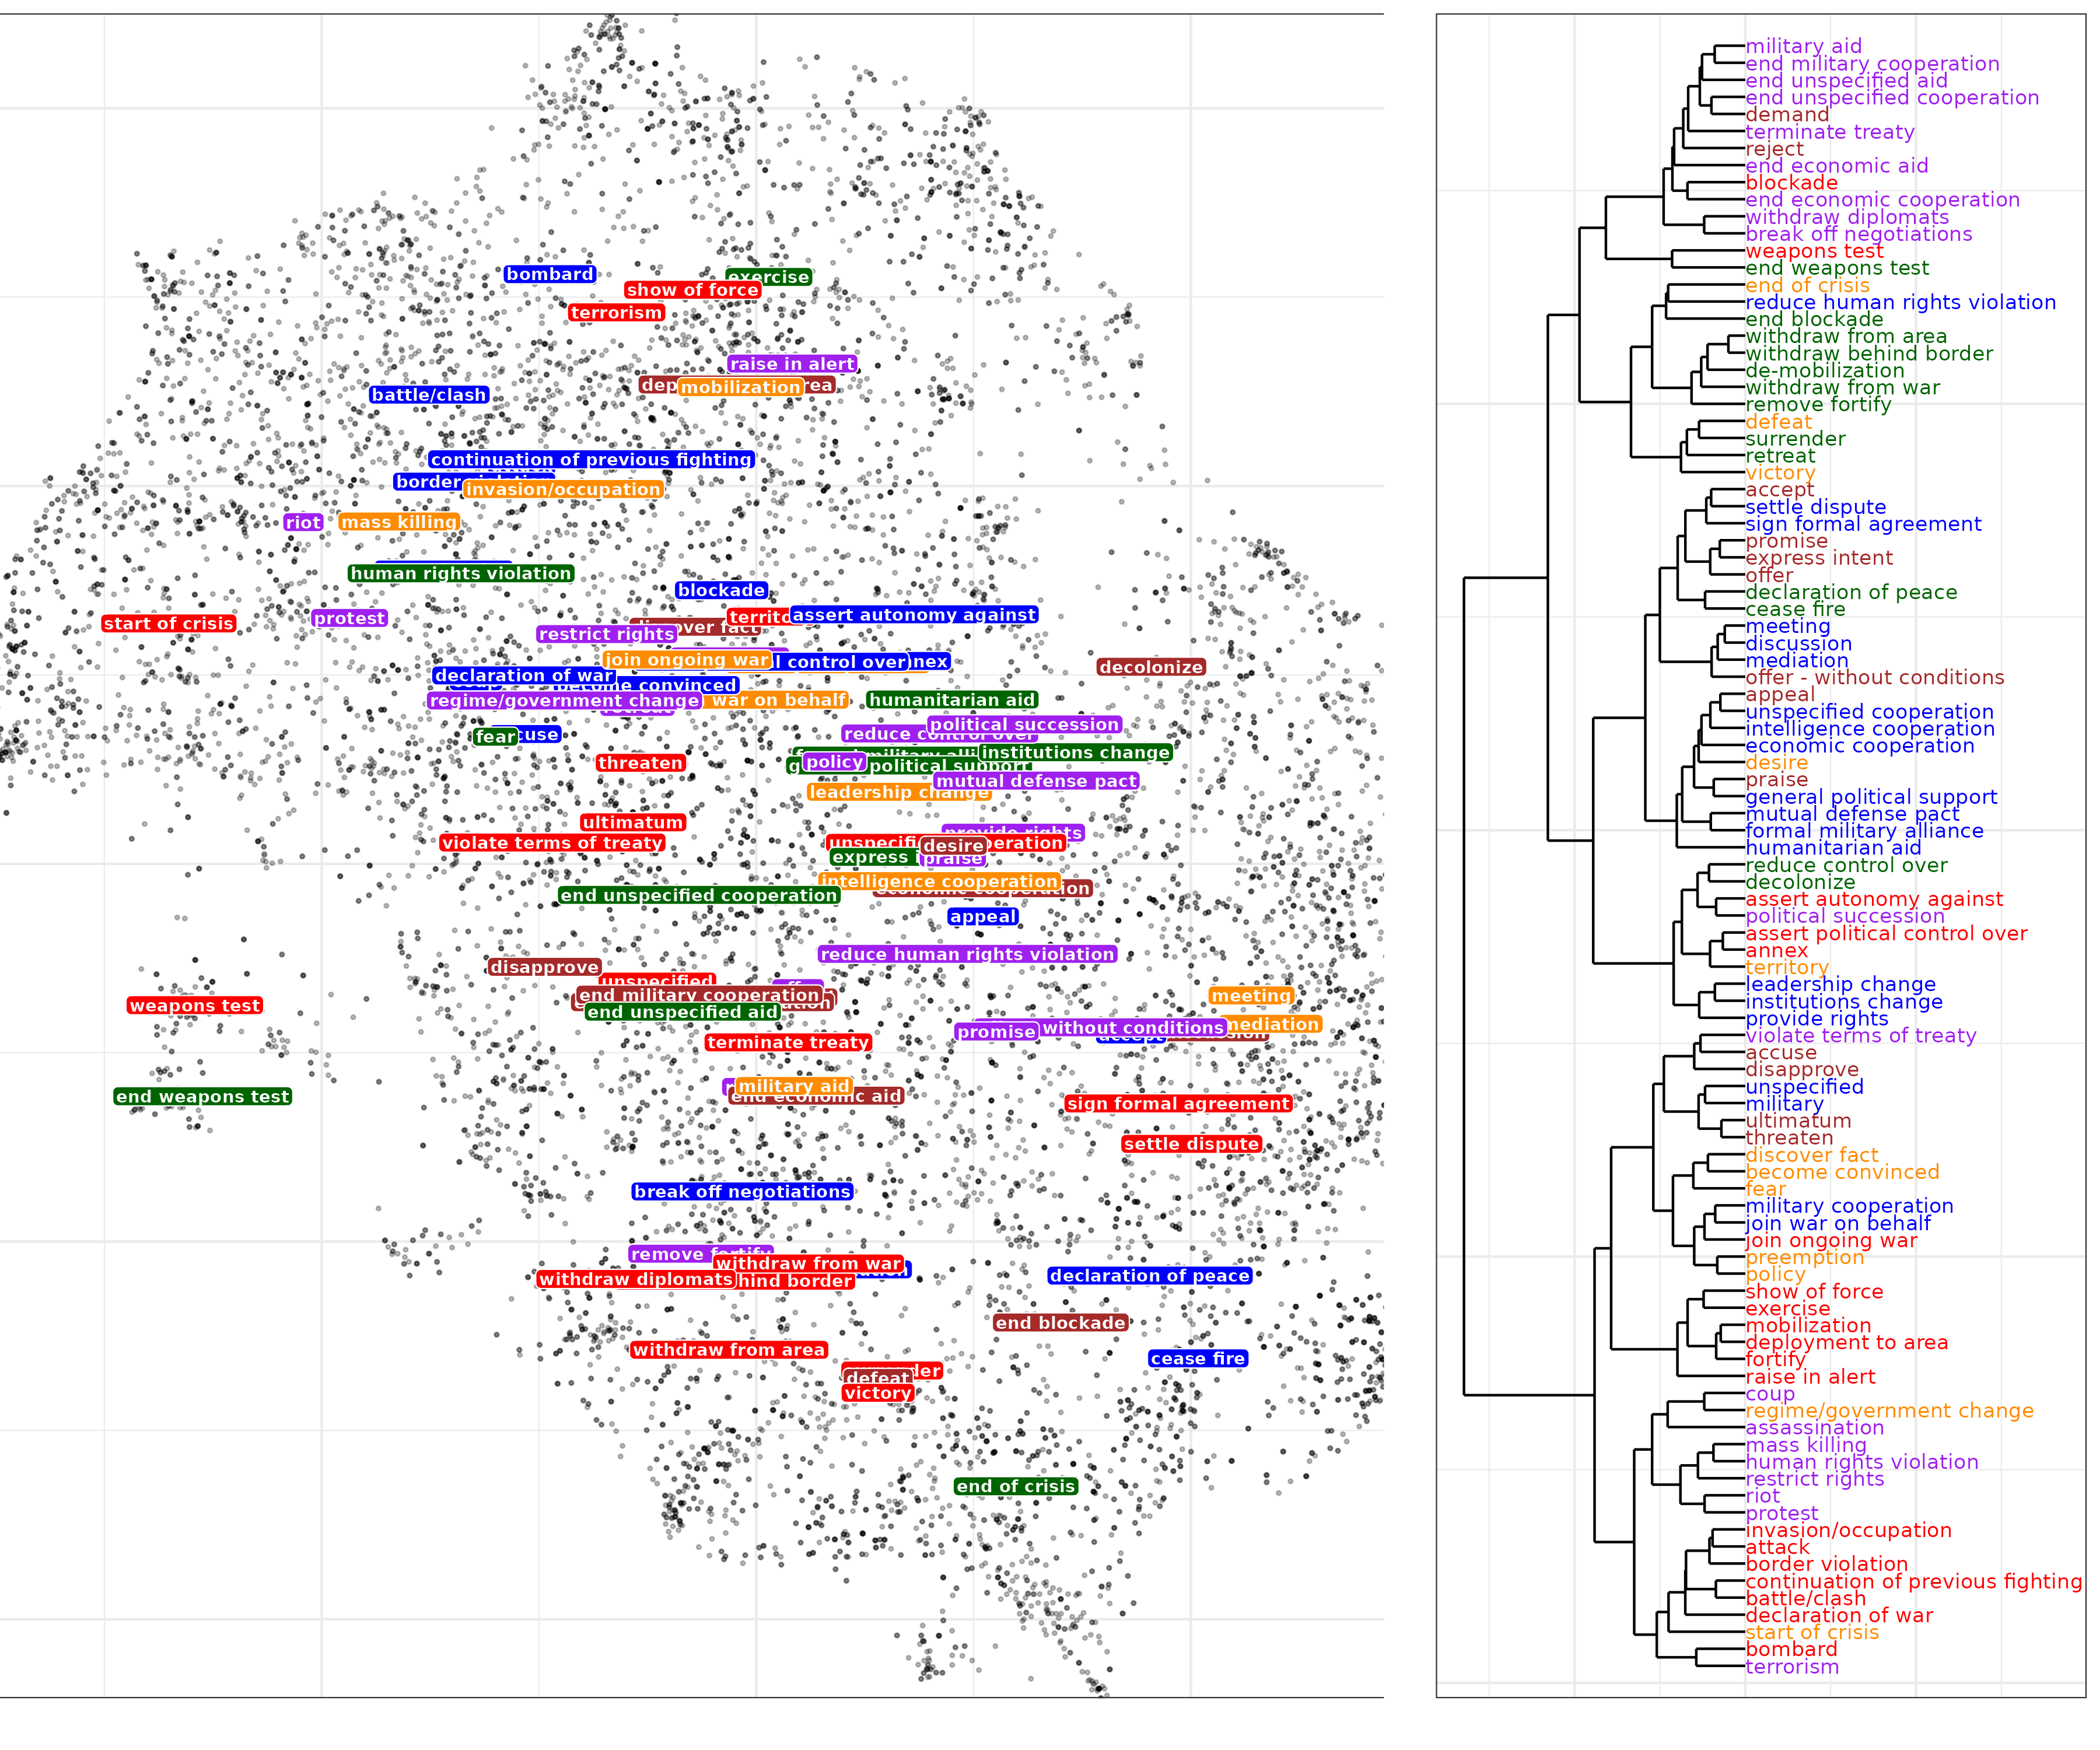 bombard
exercise
show of force
terrorism
raise in alert
mobilization
battle/clash
continuation of previous fighting
border
invasion/occupation
riot
mass killing
human rights violation
blockade
assert autonomy against
start of crisis
protest
restrict rights
join ongoing war
control over
decolonize
declaration of war
convinced
regime/government change
war on behalf
humanitarian aid
political succession
reduce control over
fear
institutions change
policy
political support
threaten
mutual defense pact
leadership change
ultimatum
provide rights
violate terms of treaty
desire
express
praise
intelligence cooperation
economic cooperation
end unspecified cooperation
appeal
reduce human rights violation
disapprove
unspecified
end military cooperation
meeting
weapons test
end unspecified aid
promise
without conditions
mediation
accept
terminate treaty
military aid
end economic aid
end weapons test
sign formal agreement
settle dispute
break off negotiations
remove fortify
withdraw from war
declaration of peace
withdraw diplomats
hind border
end blockade
withdraw from area
cease fire
defeat
victory
end of crisis
military aid
end military cooperation
end unspecified aid
end unspecified cooperation
demand
terminate treaty
reject
end economic aid
blockade
end economic cooperation
withdraw diplomats
break off negotiations
weapons test
end weapons test
end of crisis
reduce human rights violation
end blockade
withdraw from area
withdraw behind border
de-mobilization
withdraw from war
remove fortify
defeat
surrender
retreat
victory
accept
settle dispute
sign formal agreement
promise
express intent
offer
declaration of peace
cease fire
meeting
discussion
mediation
offer - without conditions
appeal
unspecified cooperation
intelligence cooperation
economic cooperation
desire
praise
general political support
mutual defense pact
formal military alliance
humanitarian aid
reduce control over
decolonize
assert autonomy against
political succession
assert political control over
annex
territory
leadership change
institutions change
provide rights
violate terms of treaty
accuse
disapprove
unspecified
military
ultimatum
threaten
discover fact
become convinced
fear
military cooperation
join war on behalf
join ongoing war
preemption
policy
show of force
exercise
mobilization
deployment to area
fortify
raise in alert
coup
regime/government change
assassination
mass killing
human rights violation
restrict rights
riot
protest
invasion/occupation
attack
border violation
continuation of previous fighting
battle/clash
declaration of war
start of crisis
bombard
terrorism